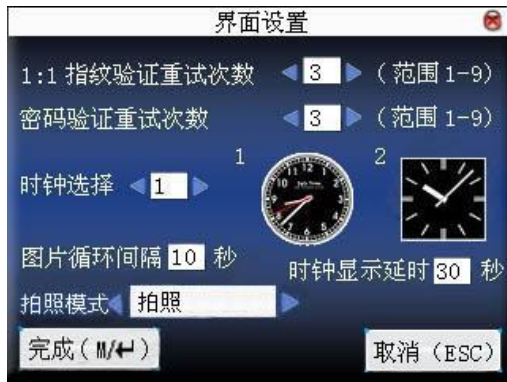 界面设置
1:1 指纹验证重试次数 3 (范围 1-9)
密码验证重试次数 3 (范围 1-9)
时钟选择 1 1 2
图片循环间隔 10 秒 时钟显示延时 30 秒
拍照模式 拍照
完成(M/↵) 取消(ESC)